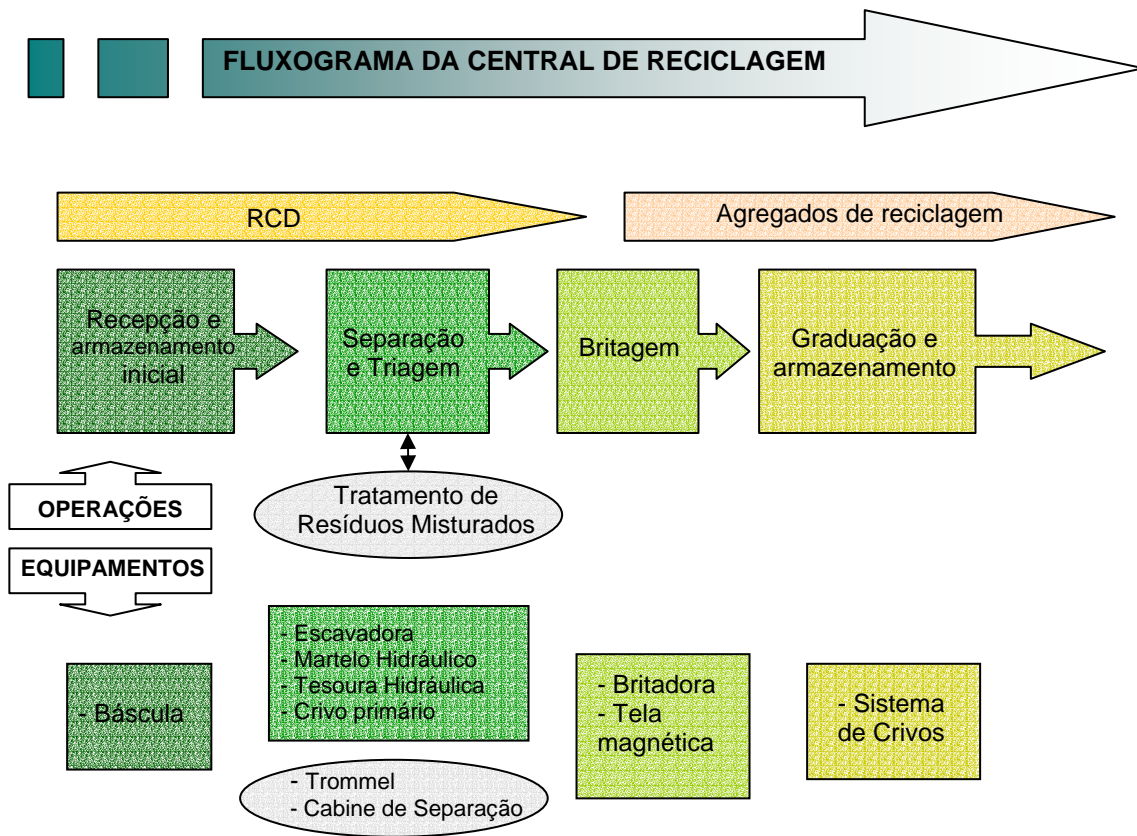 FLUXOGRAMA DA CENTRAL DE RECICLAGEM
RCD
Agregados de reciclagem
Recepção e
armazenamento
inicial
Separação
e Triagem
Britagem
Graduação e
armazenamento
OPERAÇÕES
Tratamento de
Resíduos Misturados
EQUIPAMENTOS
- Báscula
- Escavadora
- Martelo Hidráulico
- Tesoura Hidráulica
- Crivo primário
- Trommel
- Cabine de Separação
- Britadora
- Tela
magnética
- Sistema
de Crivos